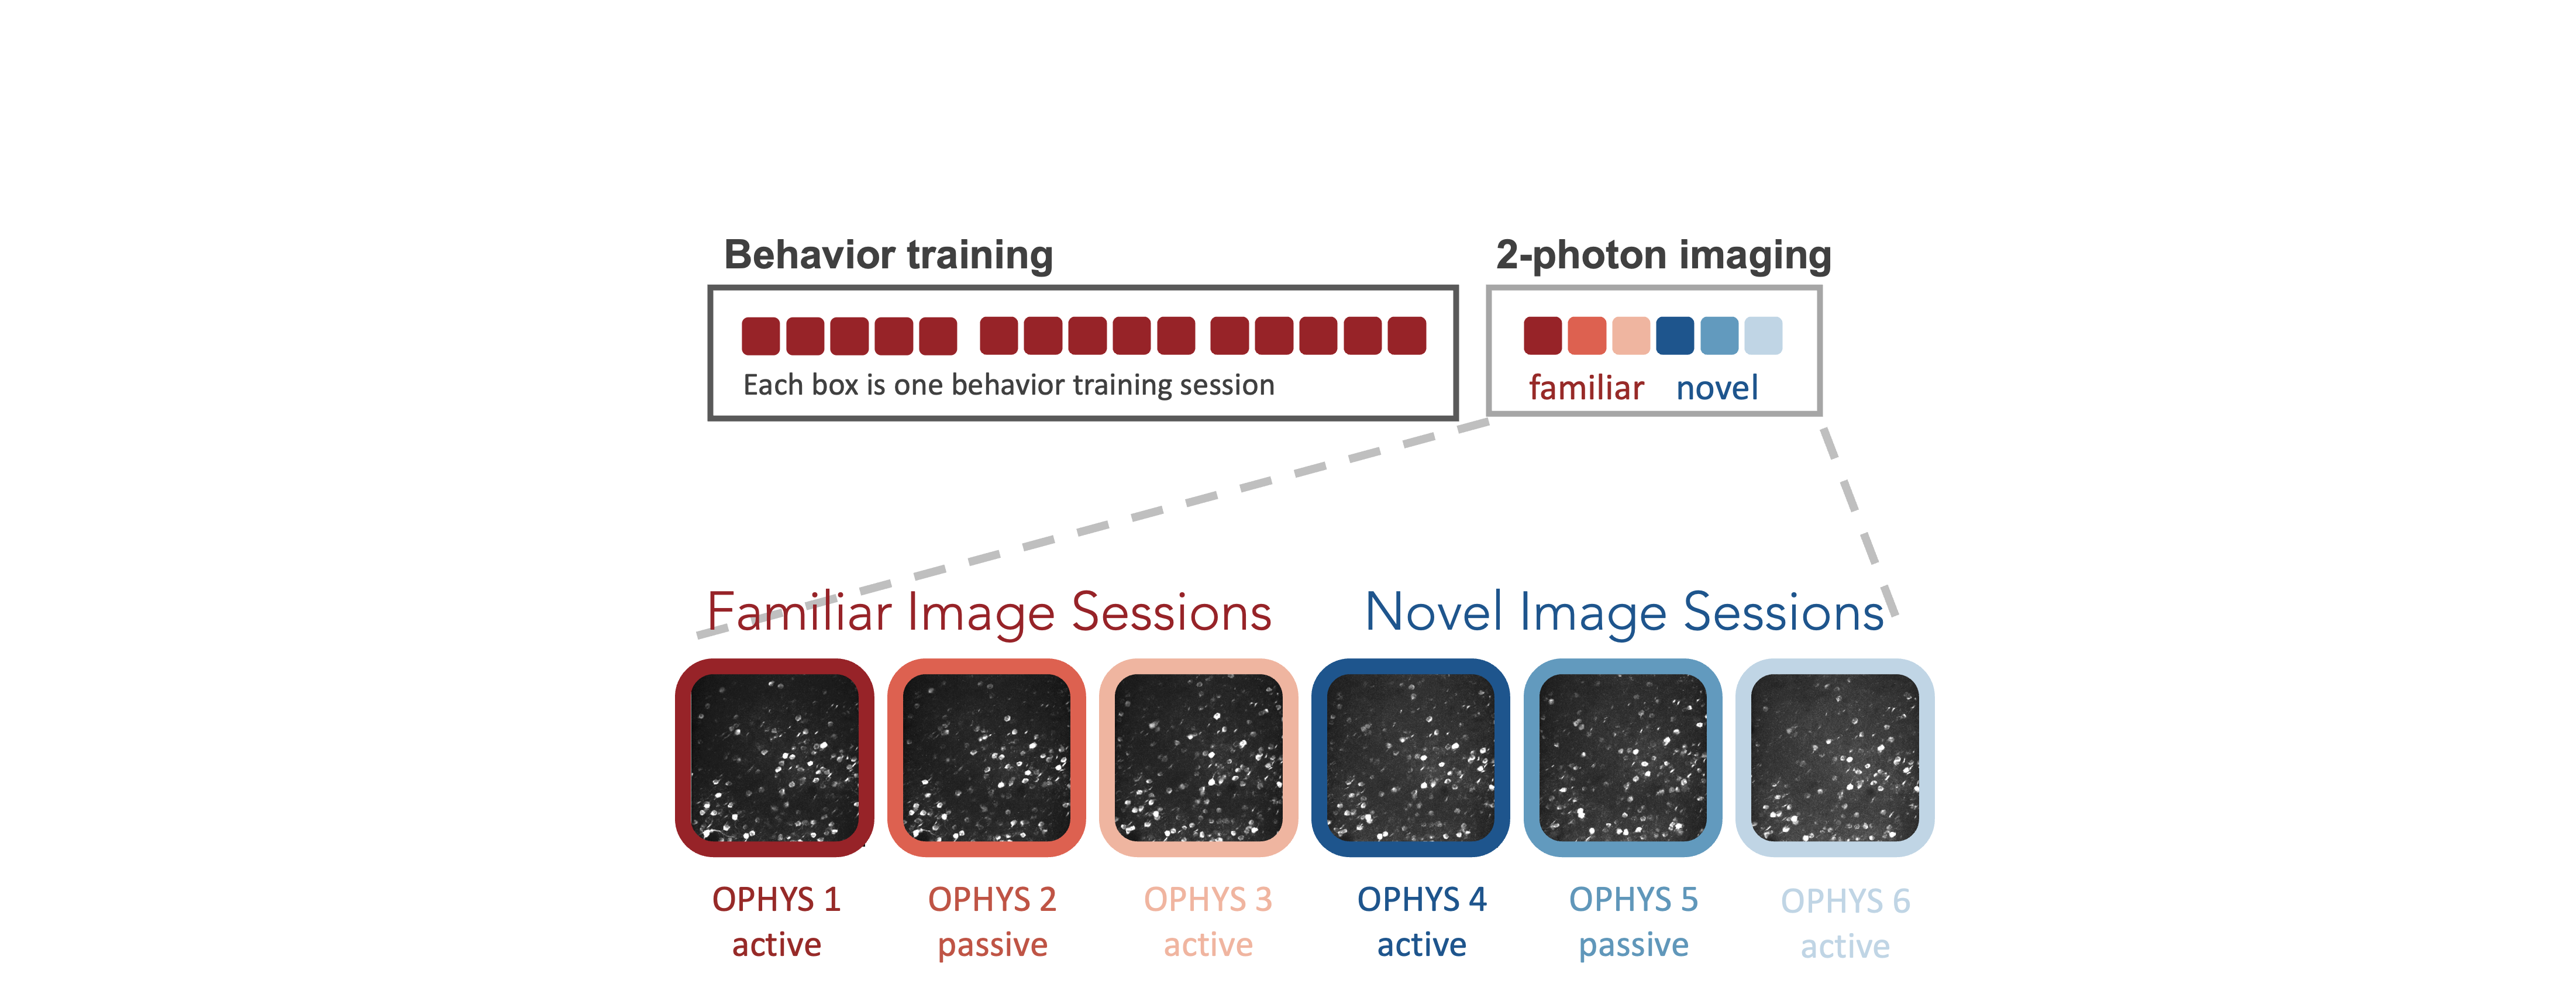 Behavior training
2-photon imaging
Each box is one behavior training session
familiar novel
Familiar Image Sessions
Novel Image Sessions
OPHYS 1
active
OPHYS 2
passive
OPHYS 3
active
OPHYS 4
active
OPHYS 5
passive
OPHYS 6
active